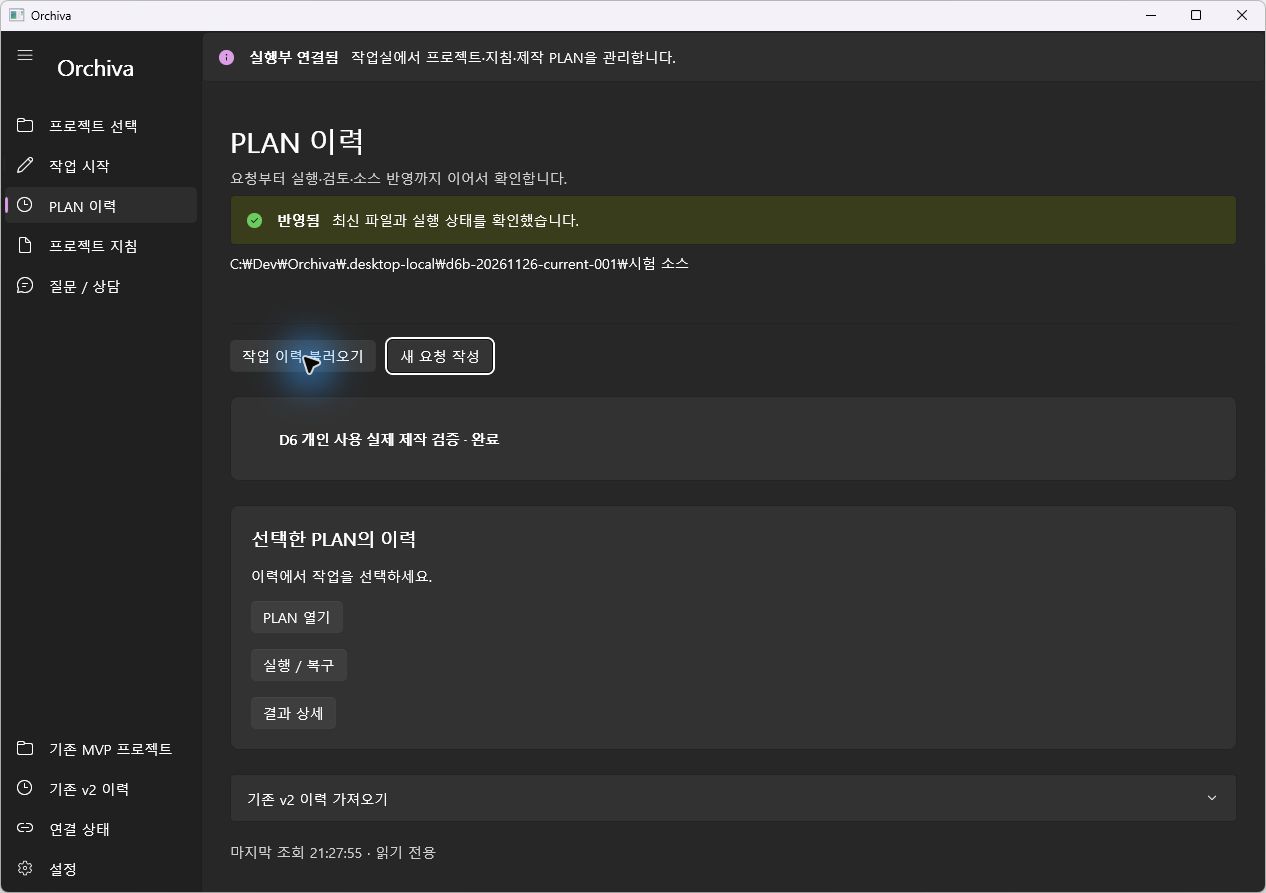 Orchiva
Orchiva
실행부 연결됨 작업실에서 프로젝트·지침·제작 PLAN을 관리합니다.
프로젝트 선택
작업 시작
PLAN 이력
프로젝트 지침
질문 / 상담
PLAN 이력
요청부터 실행·검토·소스 반영까지 이어서 확인합니다.
반영됨 최신 파일과 실행 상태를 확인했습니다.
C:₩Dev₩Orchiva₩.desktop-local₩d6b-20261126-current-001₩시험 소스
작업 이력 불러오기
새 요청 작성
D6 개인 사용 실제 제작 검증 · 완료
선택한 PLAN의 이력
이력에서 작업을 선택하세요.
PLAN 열기
실행 / 복구
결과 상세
기존 v2 이력 가져오기
마지막 조회 21:27:55 · 읽기 전용
기존 MVP 프로젝트
기존 v2 이력
연결 상태
설정